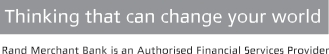 Thinking that can change your world
Rand Merchant Bank is an Authorised Financial Services Provider